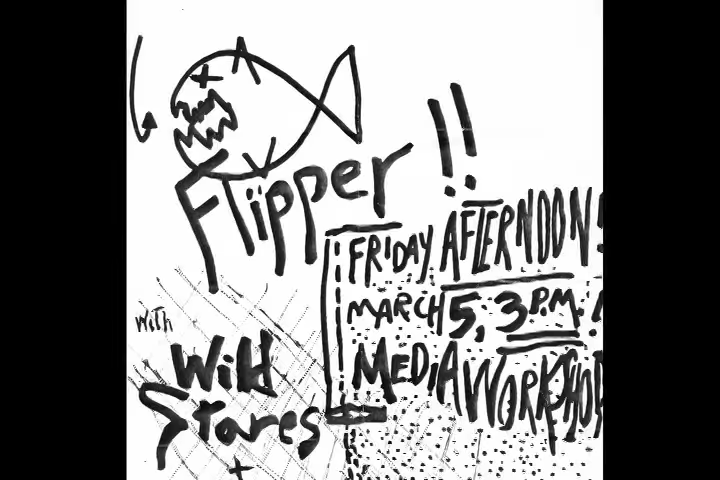 Flipper!!
FRIDAY AFTERNOON!
MARCH 5, 3 P.M.!
MEDIA WORKSHOP
With
Wild
Stares
+